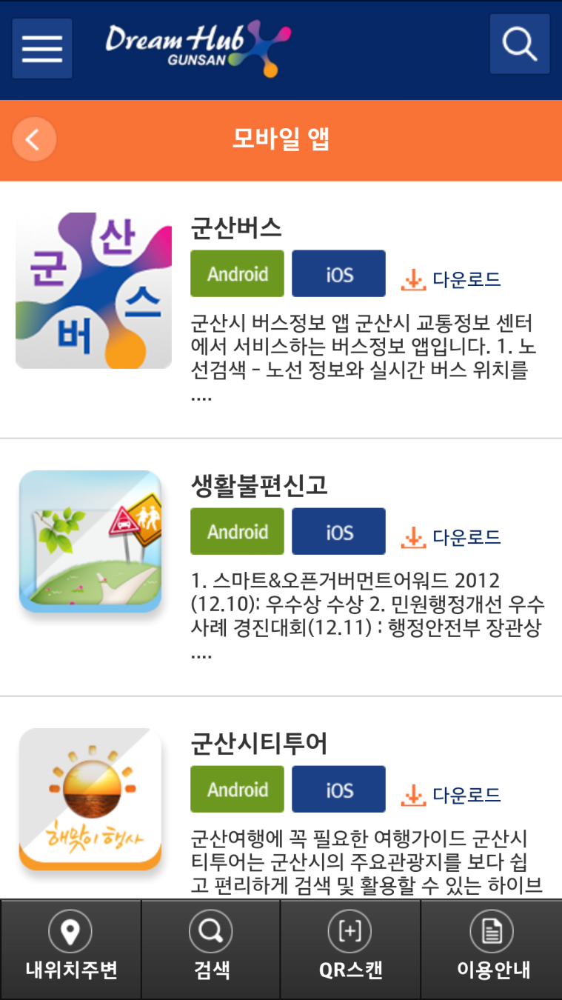 Dream Hub
GUNSAN
모바일 앱
군산버스
군산버스
Android
iOS
다운로드
군산시 버스정보 앱 군산시 교통정보 센터
에서 서비스하는 버스정보 앱입니다. 1. 노
선검색 - 노선 정보와 실시간 버스 위치를
....
생활불편신고
Android
iOS
다운로드
1. 스마트&오픈거버먼트어워드 2012
(12.10): 우수상 수상 2. 민원행정개선 우수
사례 경진대회(12.11) : 행정안전부 장관상
....
해맞이 행사
군산시티투어
Android
iOS
다운로드
군산여행에 꼭 필요한 여행가이드 군산시
티투어는 군산시의 주요관광지를 보다 쉽
고 편리하게 검색 및 활용할 수 있는 하이브
내위치주변
검색
QR스캔
이용안내